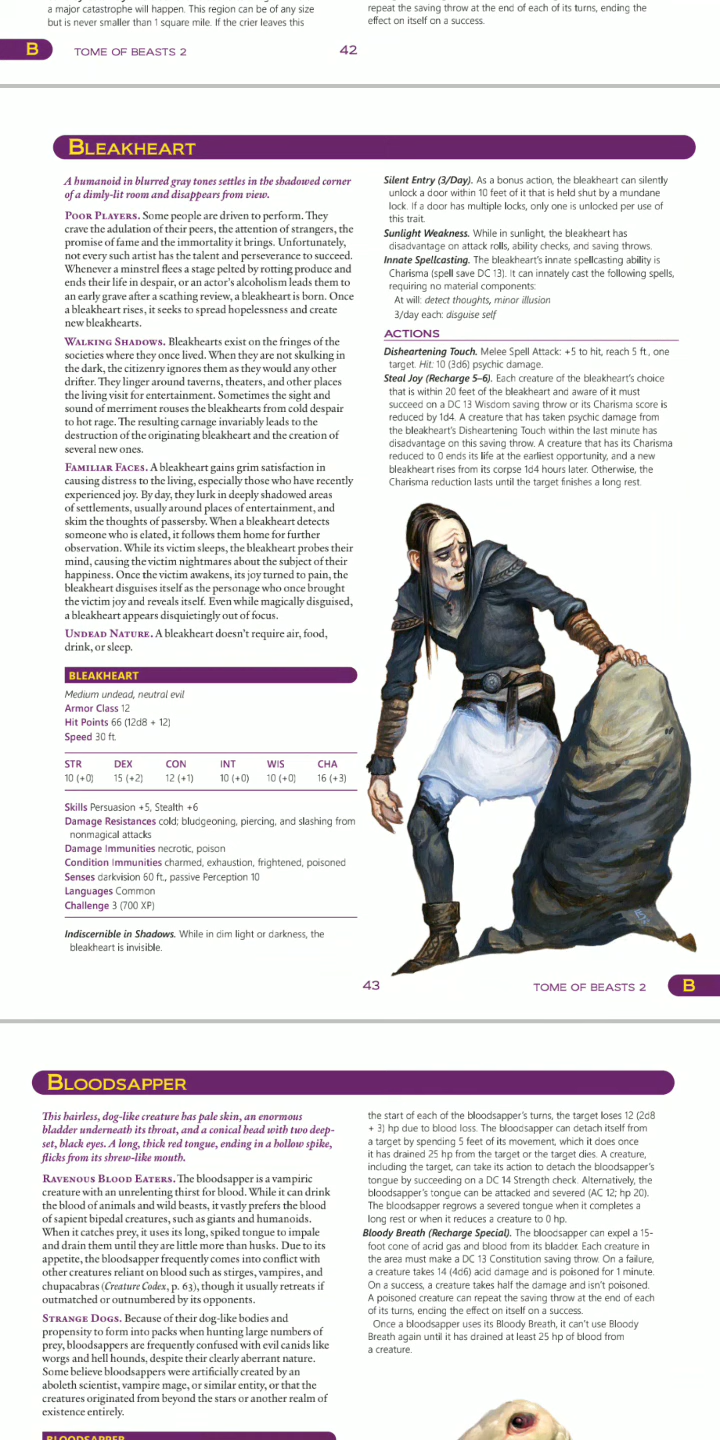 a major catastrophe will happen. This region can be of any size
but is never smaller than 1 square mile. If the crier leaves this
repeat the saving throw at the end of each of its turns, ending the
effect on itself on a success.
B TOME OF BEASTS 2 42
BLEAKHEART
A humanoid in blurred gray tones settles in the shadowed corner
of a dimly-lit room and disappears from view.
POOR PLAYERS. Some people are driven to perform. They
crave the adulation of their peers, the attention of strangers, the
promise of fame and the immortality it brings. Unfortunately,
not every such artist has the talent and perseverance to succeed.
Whenever a minstrel flees a stage pelted by rotting produce and
ends their life in despair, or an actor's alcoholism leads them to
an early grave after a scathing review, a bleakheart is born. Once
a bleakheart rises, it seeks to spread hopelessness and create
new bleakhearts.
WALKING SHADOWS. Bleakhearts exist on the fringes of the
societies where they once lived. When they are not skulking in
the dark, the citizenry ignores them as they would any other
drifter. They linger around taverns, theaters, and other places
the living visit for entertainment. Sometimes the sight and
sound of merriment rouses the bleakhearts from cold despair
to hot rage. The resulting carnage invariably leads to the
destruction of the originating bleakheart and the creation of
several new ones.
FAMILIAR FACES. A bleakheart gains grim satisfaction in
causing distress to the living, especially those who have recently
experienced joy. By day, they lurk in deeply shadowed areas
of settlements, usually around places of entertainment, and
skim the thoughts of passersby. When a bleakheart detects
someone who is elated, it follows them home for further
observation. While its victim sleeps, the bleakheart probes their
mind, causing the victim nightmares about the subject of their
happiness. Once the victim awakens, its joy turned to pain, the
bleakheart disguises itself as the personage who once brought
the victim joy and reveals itself. Even while magically disguised,
a bleakheart appears disquietingly out of focus.
UNDEAD NATURE. A bleakheart doesn't require air, food,
drink, or sleep.
BLEAKHEART
Medium undead, neutral evil
Armor Class 12
Hit Points 66 (12d8 + 12)
Speed 30 ft.
STR DEX CON INT WIS CHA
10 (+0) 15 (+2) 12 (+1) 10 (+0) 10 (+0) 16 (+3)
Skills Persuasion +5, Stealth +6
Damage Resistances cold; bludgeoning, piercing, and slashing from
nonmagical attacks
Damage Immunities necrotic, poison
Condition Immunities charmed, exhaustion, frightened, poisoned
Senses darkvision 60 ft., passive Perception 10
Languages Common
Challenge 3 (700 XP)
Indiscernible in Shadows. While in dim light or darkness, the
bleakheart is invisible.
Silent Entry (3/Day). As a bonus action, the bleakheart can silently
unlock a door within 10 feet of it that is held shut by a mundane
lock. If a door has multiple locks, only one is unlocked per use of
this trait.
Sunlight Weakness. While in sunlight, the bleakheart has
disadvantage on attack rolls, ability checks, and saving throws.
Innate Spellcasting. The bleakheart's innate spellcasting ability is
Charisma (spell save DC 13). It can innately cast the following spells,
requiring no material components:
At will: detect thoughts, minor illusion
3/day each: disguise self
ACTIONS
Disheartening Touch. Melee Spell Attack: +5 to hit, reach 5 ft., one
target. Hit: 10 (3d6) psychic damage.
Steal Joy (Recharge 5–6). Each creature of the bleakheart's choice
that is within 20 feet of the bleakheart and aware of it must
succeed on a DC 13 Wisdom saving throw or its Charisma score is
reduced by 1d4. A creature that has taken psychic damage from
the bleakheart's Disheartening Touch within the last minute has
disadvantage on this saving throw. A creature that has its Charisma
reduced to 0 ends its life at the earliest opportunity, and a new
bleakheart rises from its corpse 1d4 hours later. Otherwise, the
Charisma reduction lasts until the target finishes a long rest.
43 TOME OF BEASTS 2 B
BLOODSAPPER
This hairless, dog-like creature has pale skin, an enormous
bladder underneath its throat, and a conical head with two deep-
set, black eyes. A long, thick red tongue, ending in a hollow spike,
flicks from its shrew-like mouth.
RAVENOUS BLOOD EATERS. The bloodsapper is a vampiric
creature with an unrelenting thirst for blood. While it can drink
the blood of animals and wild beasts, it vastly prefers the blood
of sapient bipedal creatures, such as giants and humanoids.
When it catches prey, it uses its long, spiked tongue to impale
and drain them until they are little more than husks. Due to its
appetite, the bloodsapper frequently comes into conflict with
other creatures reliant on blood such as stirges, vampires, and
chupacabras (Creature Codex, p. 63), though it usually retreats if
outmatched or outnumbered by its opponents.
STRANGE DOGS. Because of their dog-like bodies and
propensity to form into packs when hunting large numbers of
prey, bloodsappers are frequently confused with evil canids like
worgs and hell hounds, despite their clearly aberrant nature.
Some believe bloodsappers were artificially created by an
aboleth scientist, vampire mage, or similar entity, or that the
creatures originated from beyond the stars or another realm of
existence entirely.
BLOODSAPPER
the start of each of the bloodsapper's turns, the target loses 12 (2d8
+ 3) hp due to blood loss. The bloodsapper can detach itself from
a target by spending 5 feet of its movement, which it does once
it has drained 25 hp from the target or the target dies. A creature,
including the target, can take its action to detach the bloodsapper's
tongue by succeeding on a DC 14 Strength check. Alternatively, the
bloodsapper's tongue can be attacked and severed (AC 12; hp 20).
The bloodsapper regrows a severed tongue when it completes a
long rest or when it reduces a creature to 0 hp.
Bloody Breath (Recharge Special). The bloodsapper can expel a 15-
foot cone of acrid gas and blood from its bladder. Each creature in
the area must make a DC 13 Constitution saving throw. On a failure,
a creature takes 14 (4d6) acid damage and is poisoned for 1 minute.
On a success, a creature takes half the damage and isn't poisoned.
A poisoned creature can repeat the saving throw at the end of each
of its turns, ending the effect on itself on a success.
Once a bloodsapper uses its Bloody Breath, it can't use Bloody
Breath again until it has drained at least 25 hp of blood from
a creature.